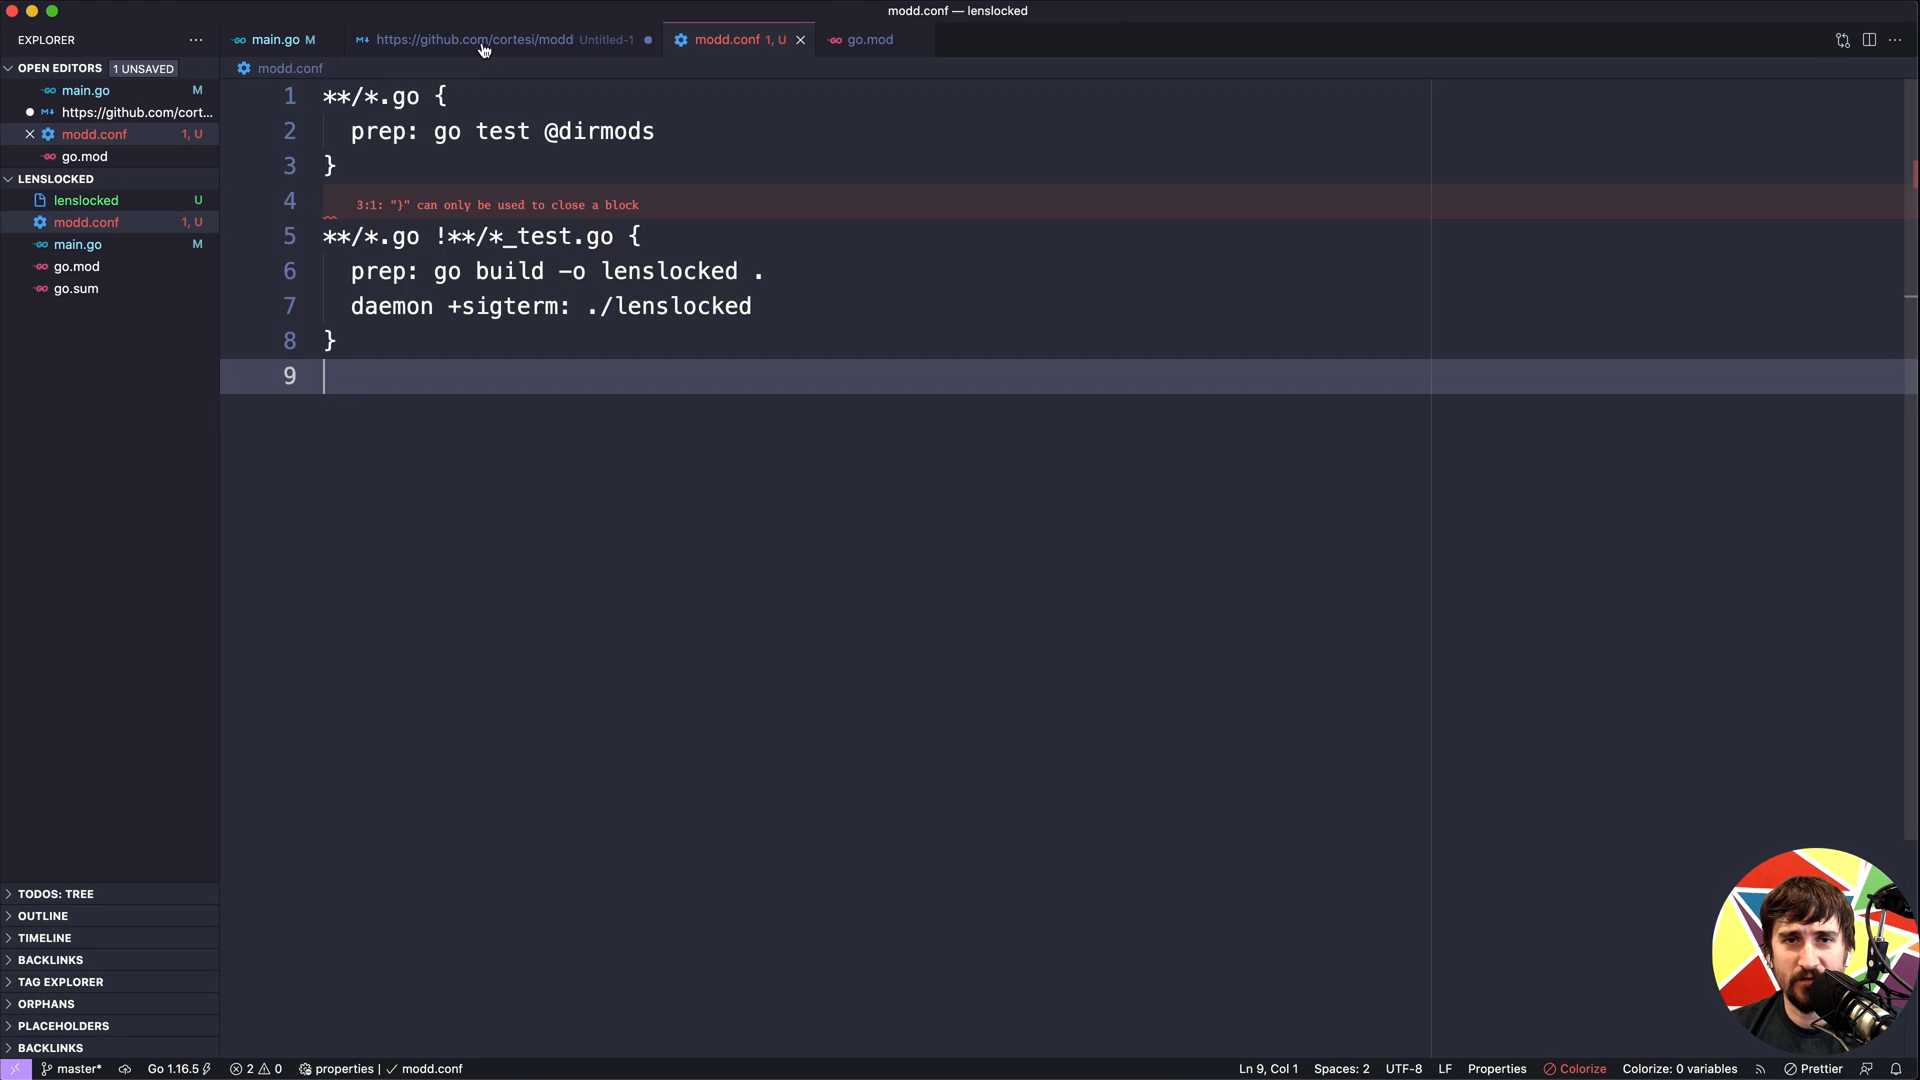 modd.conf — lenslocked
EXPLORER
main.go M
https://github.com/cortesi/modd Untitled-1
modd.conf 1, U
go.mod
OPEN EDITORS 1 UNSAVED
main.go M
https://github.com/cort...
modd.conf 1, U
go.mod
LENSLOCKED
lenslocked U
modd.conf 1, U
main.go M
go.mod
go.sum
TODOS: TREE
OUTLINE
TIMELINE
BACKLINKS
TAG EXPLORER
ORPHANS
PLACEHOLDERS
BACKLINKS
modd.conf
1 **/*.go {
2 prep: go test @dirmods
3 }
4 3:1: "}" can only be used to close a block
5 **/*.go !**/*_test.go {
6 prep: go build -o lenslocked .
7 daemon +sigterm: ./lenslocked
8 }
9
master* Go 1.16.5 2 0 properties | ✓ modd.conf
Ln 9, Col 1 Spaces: 2 UTF-8 LF Properties Colorize Colorize: 0 variables Prettier